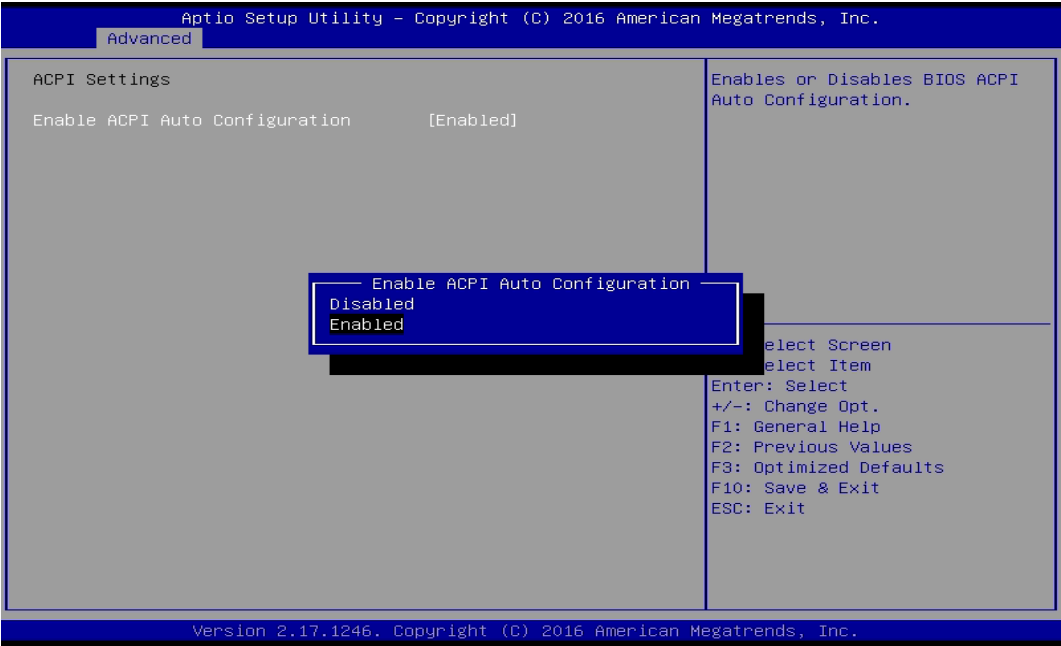 Aptio Setup Utility – Copyright (C) 2016 American Megatrends, Inc.
Advanced
ACPI Settings
Enable ACPI Auto Configuration [Enabled]
Enables or Disables BIOS ACPI
Auto Configuration.
Enable ACPI Auto Configuration
Disabled
Enabled
Screen
Item
Enter: Select
+/-: Change Opt.
F1: General Help
F2: Previous Values
F3: Optimized Defaults
F10: Save & Exit
ESC: Exit
Version 2.17.1246. Copyright (C) 2016 American Megatrends, Inc.